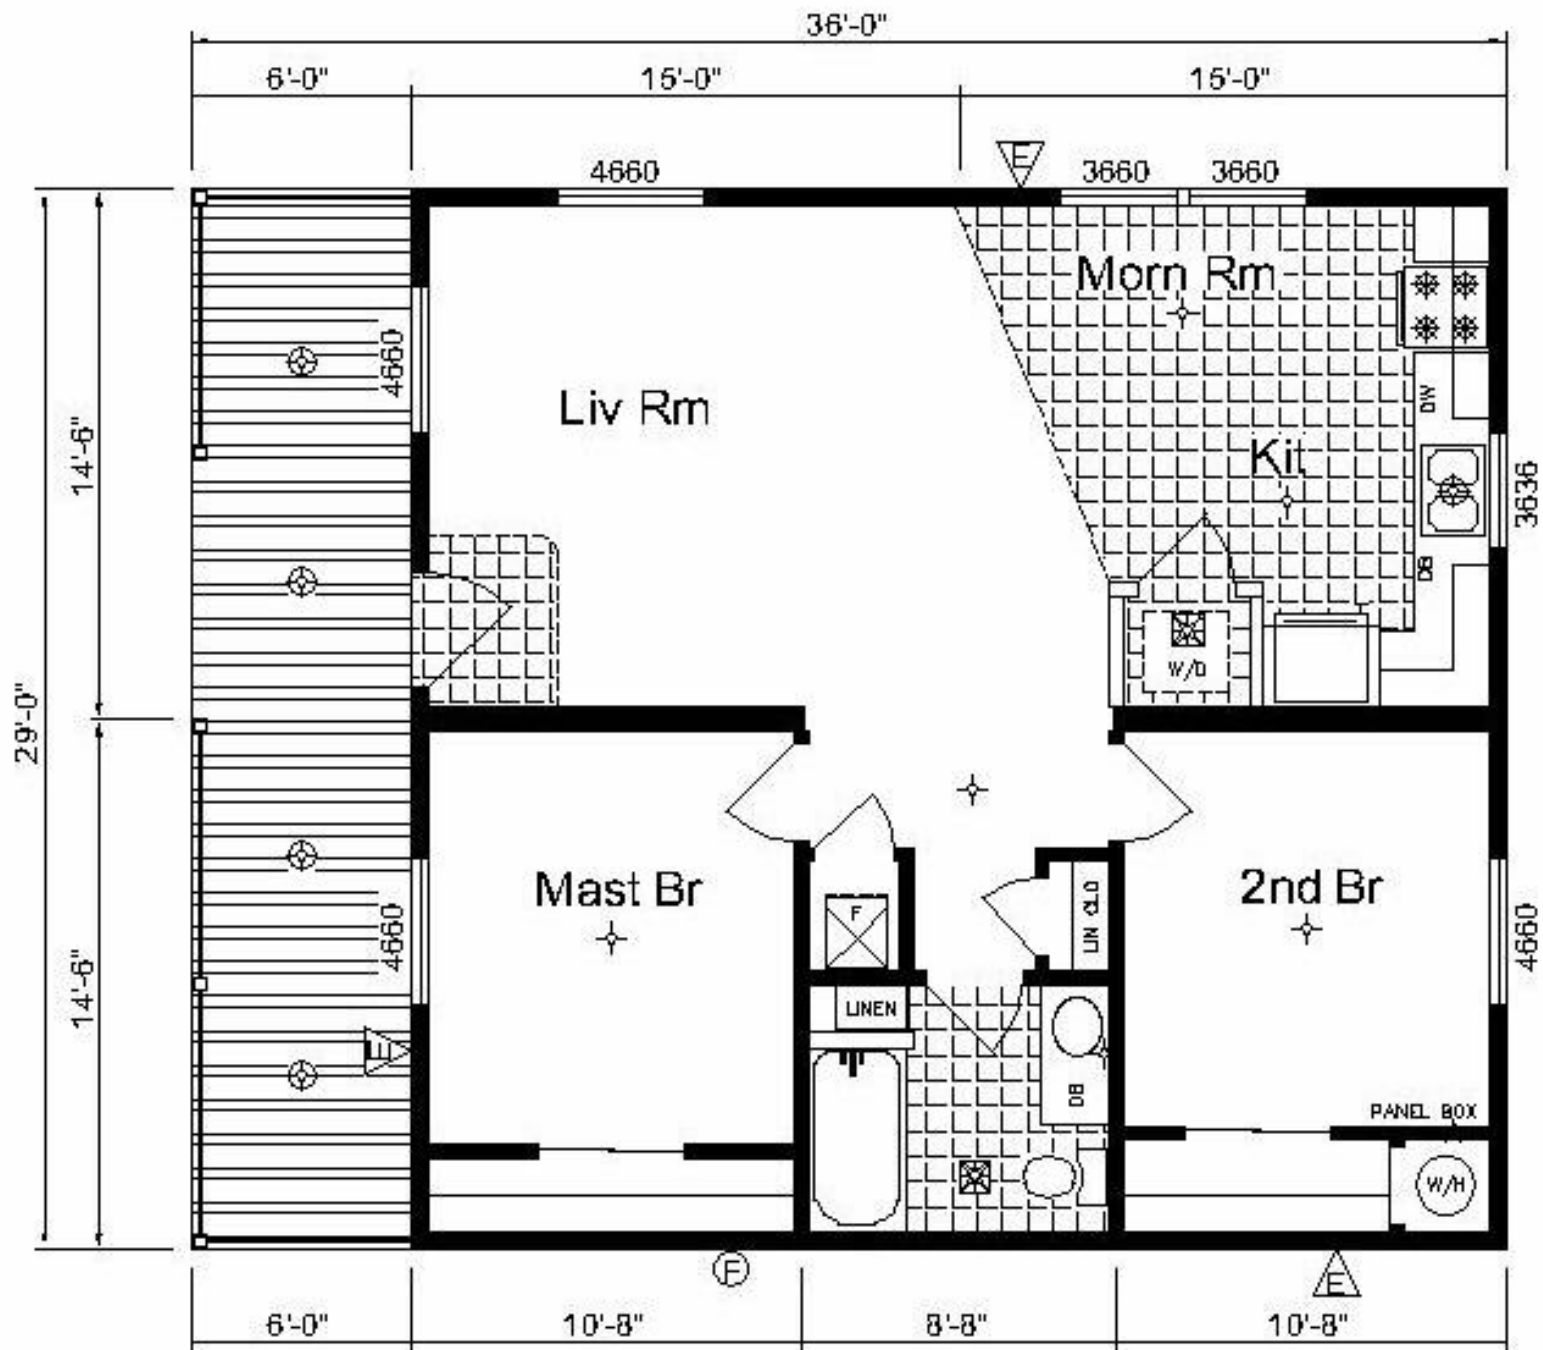 36'-0"
6'-0" 15'-0" 15'-0"
E
4660 3660 3660
Morn Rm
4660
Liv Rm
DW
14'-6"
Kit
3636
DB
W/D
29'-0"
Mast Br
2nd Br
F
4660
LIN CLO
4660
14'-6"
LINEN
E
DB
PANEL BOX
W/H
F
E
6'-0" 10'-8" 8'-8" 10'-8"